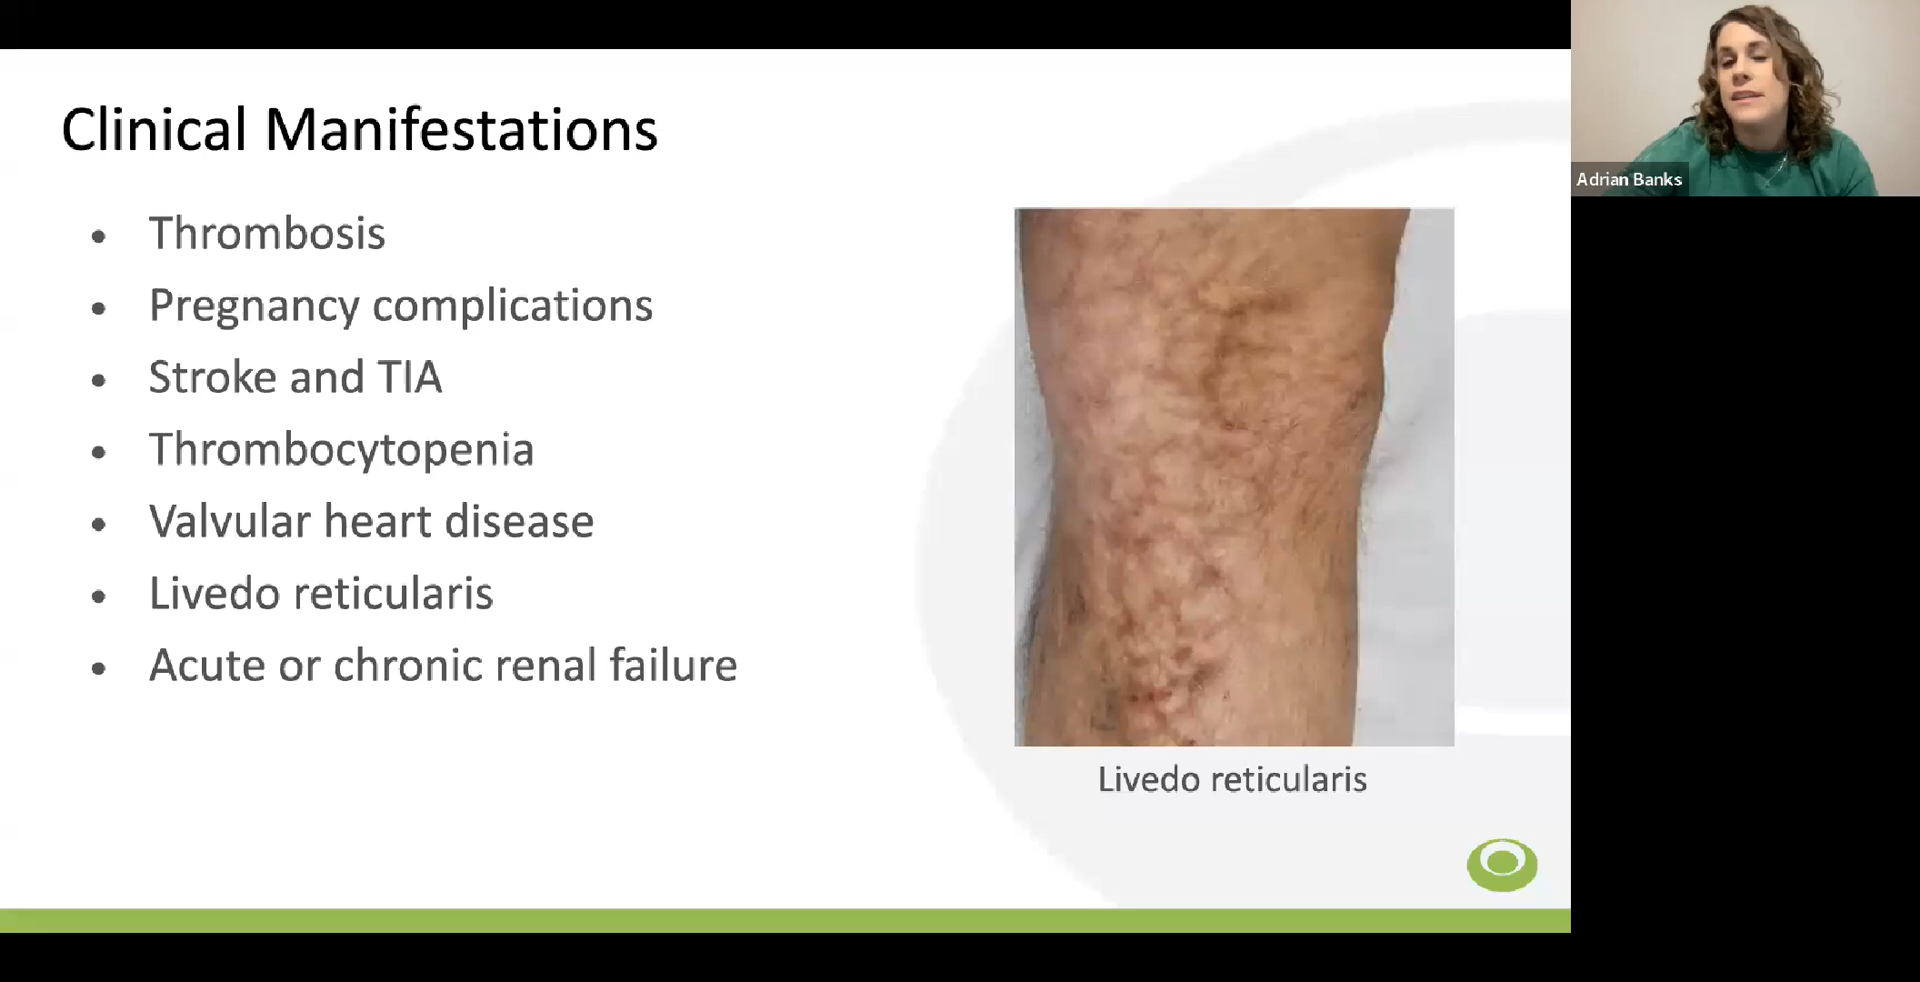 Clinical Manifestations
Thrombosis
Pregnancy complications
Stroke and TIA
Thrombocytopenia
Valvular heart disease
Livedo reticularis
Acute or chronic renal failure
Livedo reticularis
Adrian Banks